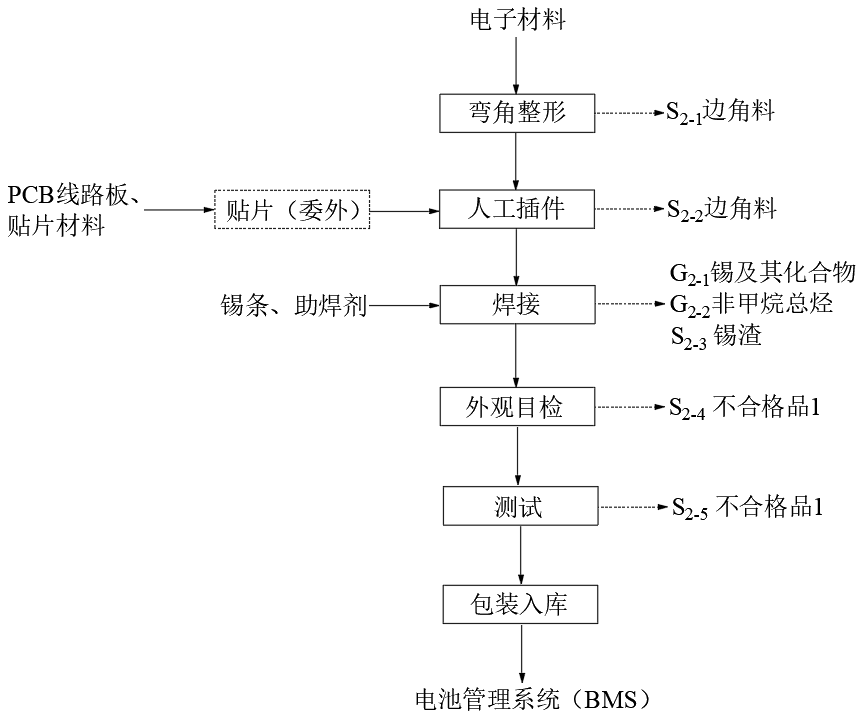 电子材料
弯角整形
S2-1边角料
PCB线路板、
贴片材料
贴片（委外）
人工插件
S2-2边角料
锡条、助焊剂
焊接
G2-1锡及其化合物
G2-2非甲烷总烃
S2-3 锡渣
外观目检
S2-4 不合格品1
测试
S2-5 不合格品1
包装入库
电池管理系统（BMS）